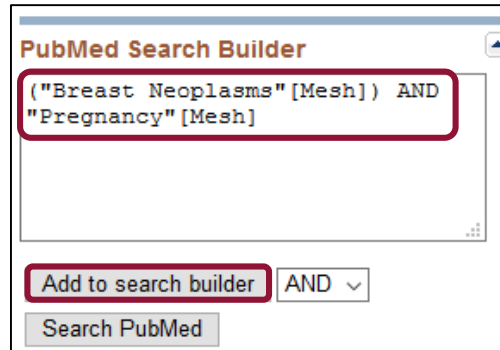 PubMed Search Builder
("Breast Neoplasms"[Mesh]) AND
"Pregnancy"[Mesh]
Add to search builder AND
Search PubMed